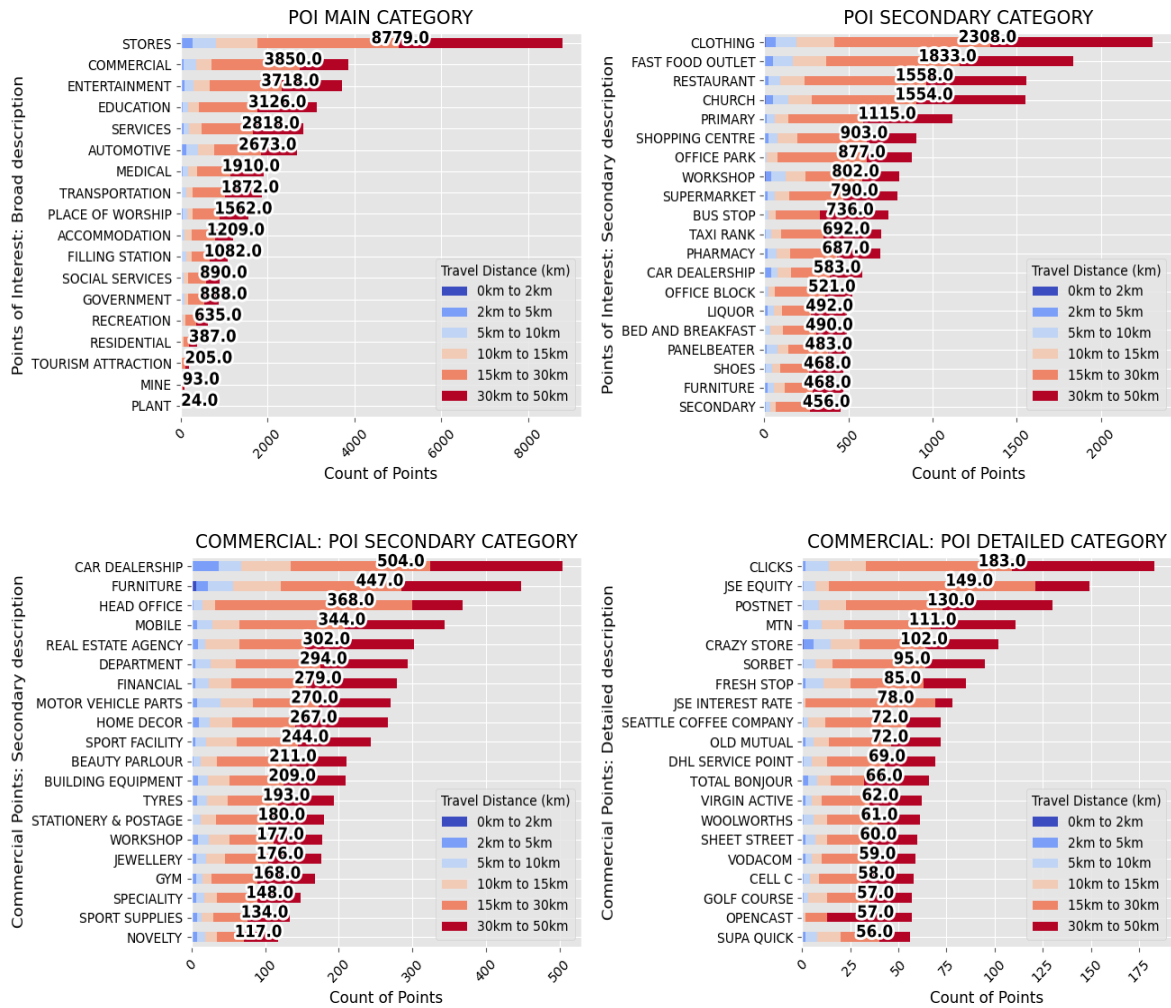 POI MAIN CATEGORY
Points of Interest: Broad description
STORES 8779.0
COMMERCIAL 3850.0
ENTERTAINMENT 3718.0
EDUCATION 3126.0
SERVICES 2818.0
AUTOMOTIVE 2673.0
MEDICAL 1910.0
TRANSPORTATION 1872.0
PLACE OF WORSHIP 1562.0
ACCOMMODATION 1209.0
FILLING STATION 1082.0
SOCIAL SERVICES 890.0
GOVERNMENT 888.0
RECREATION 635.0
RESIDENTIAL 387.0
TOURISM ATTRACTION 205.0
MINE 93.0
PLANT 24.0
Travel Distance (km)
0km to 2km
2km to 5km
5km to 10km
10km to 15km
15km to 30km
30km to 50km
0 2000 4000 6000 8000
Count of Points
POI SECONDARY CATEGORY
Points of Interest: Secondary description
CLOTHING 2308.0
FAST FOOD OUTLET 1833.0
RESTAURANT 1558.0
CHURCH 1554.0
PRIMARY 1115.0
SHOPPING CENTRE 903.0
OFFICE PARK 877.0
WORKSHOP 802.0
SUPERMARKET 790.0
BUS STOP 736.0
TAXI RANK 692.0
PHARMACY 687.0
CAR DEALERSHIP 583.0
OFFICE BLOCK 521.0
LIQUOR 492.0
BED AND BREAKFAST 490.0
PANELBEATER 483.0
SHOES 468.0
FURNITURE 468.0
SECONDARY 456.0
Travel Distance (km)
0km to 2km
2km to 5km
5km to 10km
10km to 15km
15km to 30km
30km to 50km
0 500 1000 1500 2000
Count of Points
COMMERCIAL: POI SECONDARY CATEGORY
Commercial Points: Secondary description
CAR DEALERSHIP 504.0
FURNITURE 447.0
HEAD OFFICE 368.0
MOBILE 344.0
REAL ESTATE AGENCY 302.0
DEPARTMENT 294.0
FINANCIAL 279.0
MOTOR VEHICLE PARTS 270.0
HOME DECOR 267.0
SPORT FACILITY 244.0
BEAUTY PARLOUR 211.0
BUILDING EQUIPMENT 209.0
TYRES 193.0
STATIONERY & POSTAGE 180.0
WORKSHOP 177.0
JEWELLERY 176.0
GYM 168.0
SPECIALITY 148.0
SPORT SUPPLIES 134.0
NOVELTY 117.0
Travel Distance (km)
0km to 2km
2km to 5km
5km to 10km
10km to 15km
15km to 30km
30km to 50km
0 100 200 300 400 500
Count of Points
COMMERCIAL: POI DETAILED CATEGORY
Commercial Points: Detailed description
CLICKS 183.0
JSE EQUITY 149.0
POSTNET 130.0
MTN 111.0
CRAZY STORE 102.0
SORBET 95.0
FRESH STOP 85.0
JSE INTEREST RATE 78.0
SEATTLE COFFEE COMPANY 72.0
OLD MUTUAL 72.0
DHL SERVICE POINT 69.0
TOTAL BONJOUR 66.0
VIRGIN ACTIVE 62.0
WOOLWORTHS 61.0
SHEET STREET 60.0
VODACOM 59.0
CELL C 58.0
GOLF COURSE 57.0
OPENCAST 57.0
SUPA QUICK 56.0
Travel Distance (km)
0km to 2km
2km to 5km
5km to 10km
10km to 15km
15km to 30km
30km to 50km
0 25 50 75 100 125 150 175
Count of Points